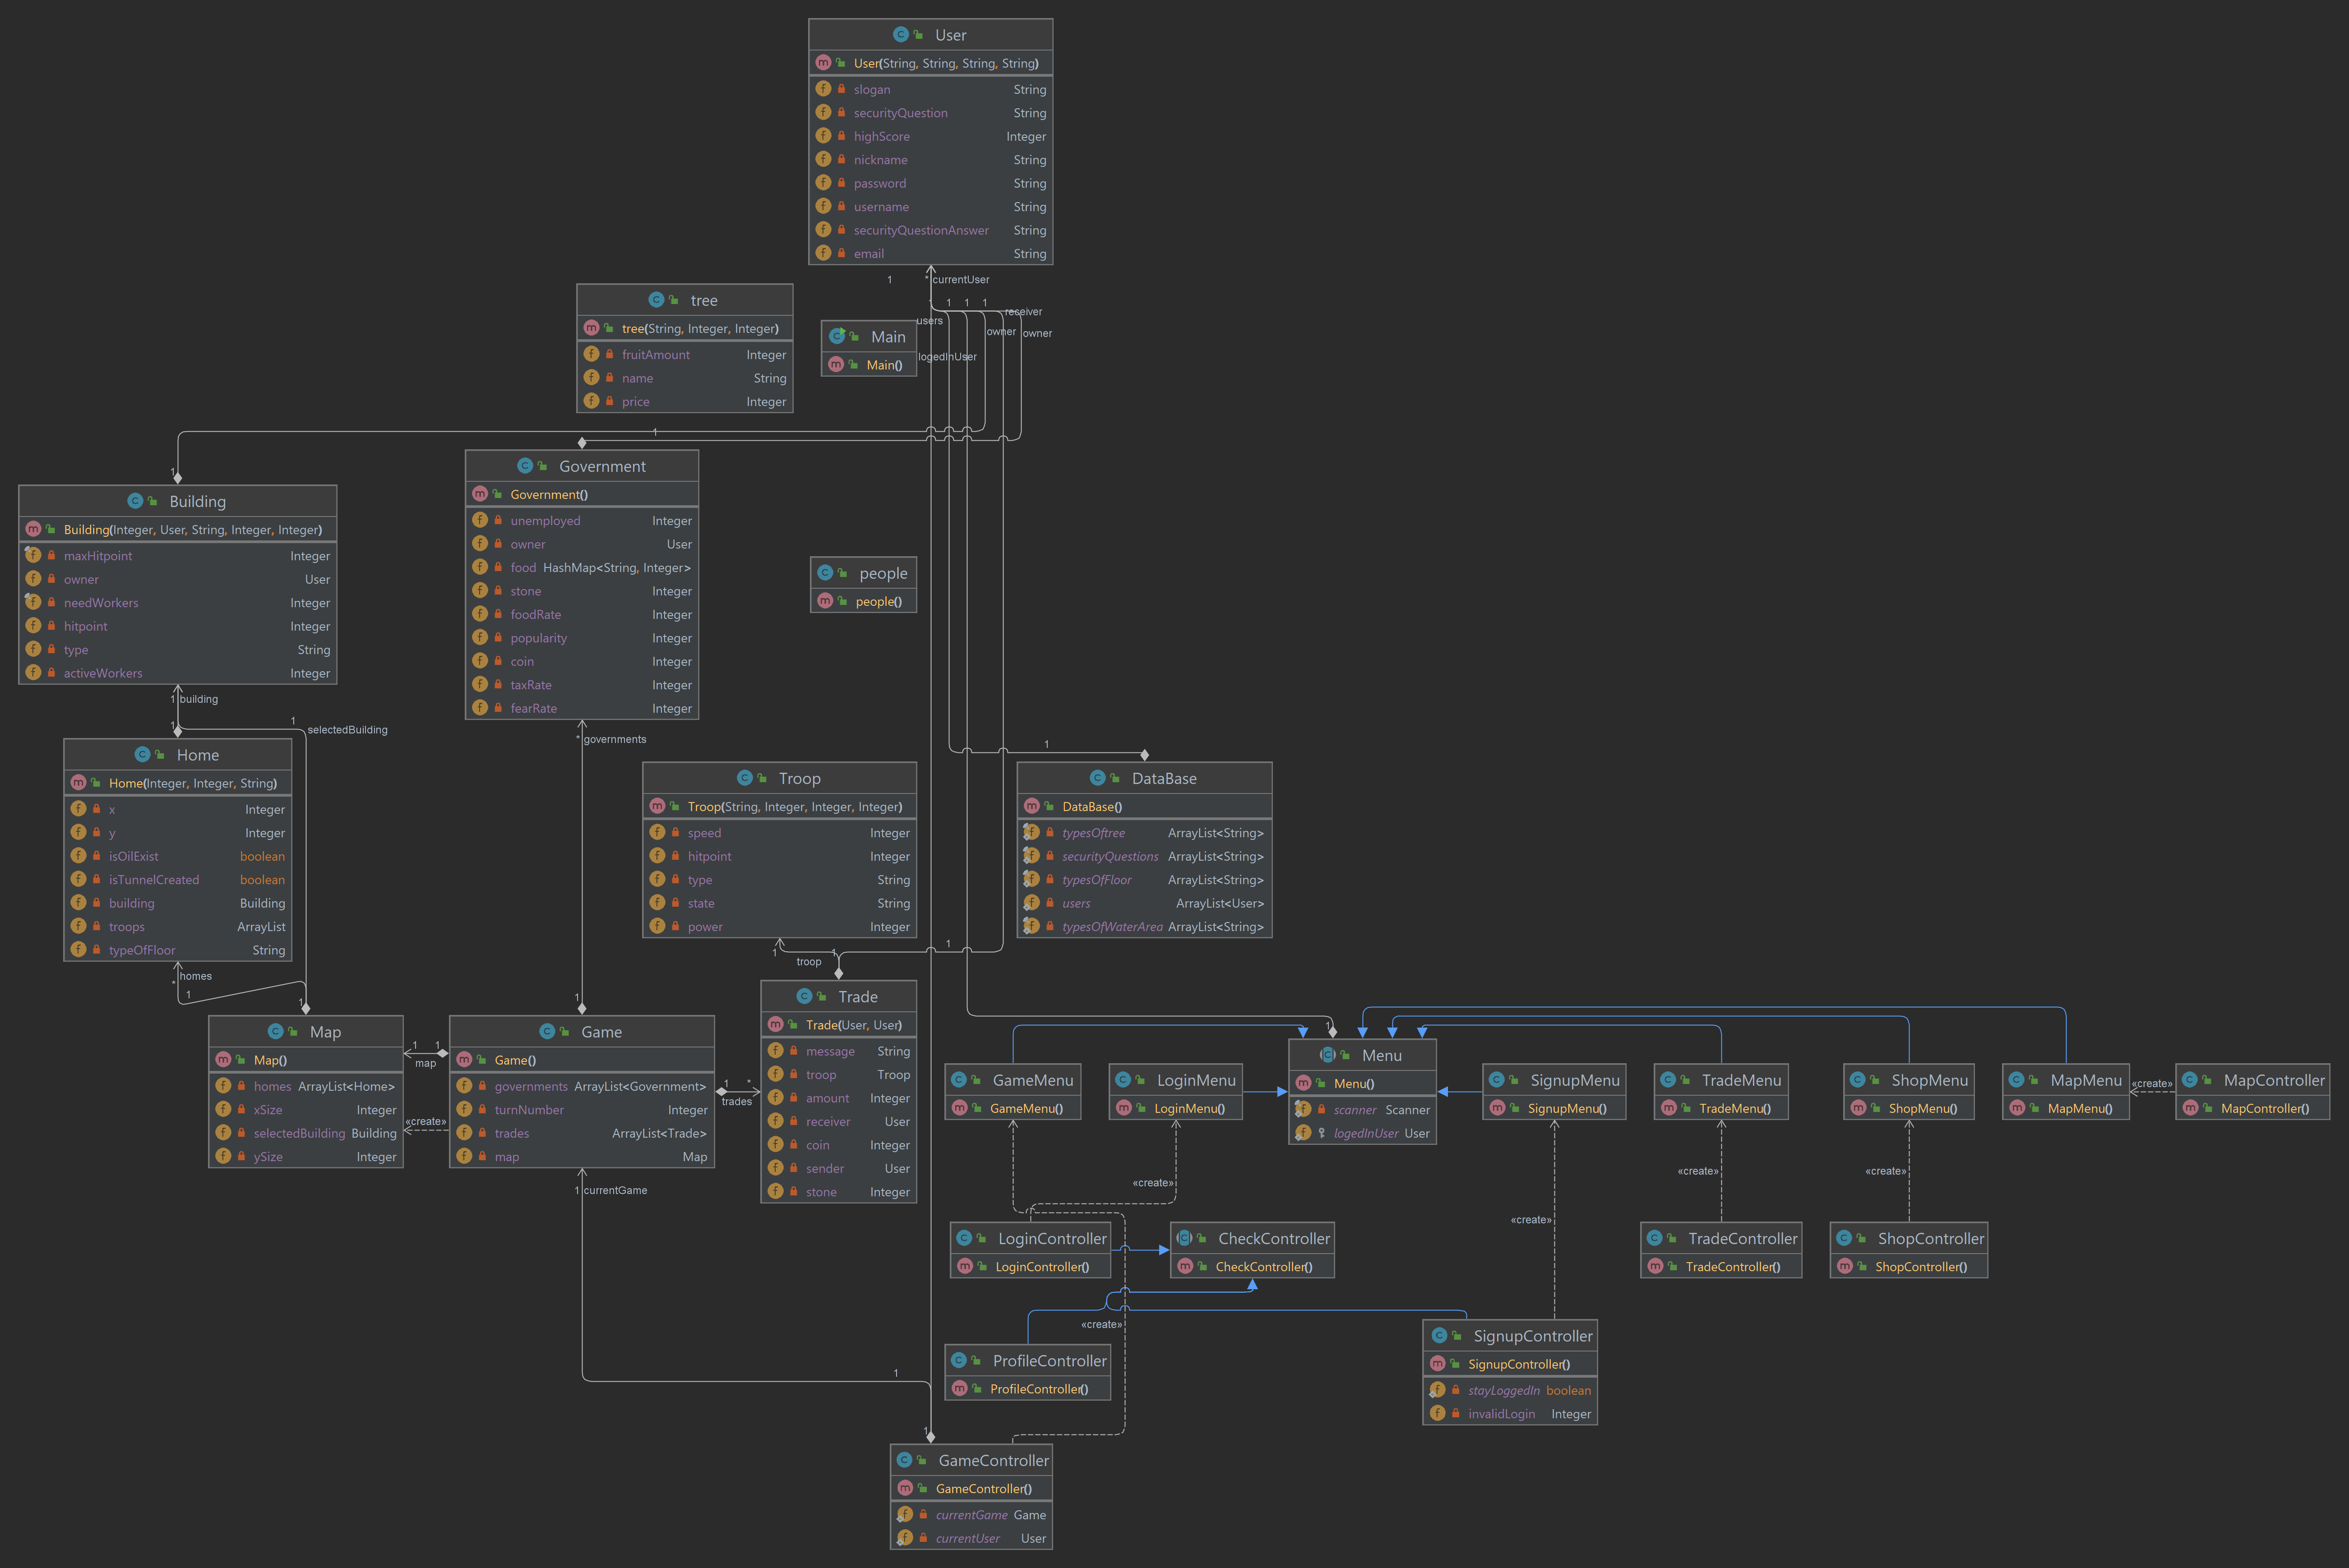 User
User(String, String, String, String)
slogan String
securityQuestion String
highScore Integer
nickname String
password String
username String
securityQuestionAnswer String
email String
1 * currentUser
1 1 1 1 receiver
users
owner owner
logedInUser
tree
tree(String, Integer, Integer)
fruitAmount Integer
name String
price Integer
Main
Main()
1
1
Government
Government()
unemployed Integer
owner User
food HashMap<String, Integer>
stone Integer
foodRate Integer
popularity Integer
coin Integer
taxRate Integer
fearRate Integer
* governments
Building
Building(Integer, User, String, Integer, Integer)
maxHitpoint Integer
owner User
needWorkers Integer
hitpoint Integer
type String
activeWorkers Integer
1 building
1
1
selectedBuilding
people
people()
Home
Home(Integer, Integer, String)
x Integer
y Integer
isOilExist boolean
isTunnelCreated boolean
building Building
troops ArrayList
typeOfFloor String
homes
*
1
1
Troop
Troop(String, Integer, Integer, Integer)
speed Integer
hitpoint Integer
type String
state String
power Integer
1 1 1
troop
1
DataBase
DataBase()
typesOftree ArrayList<String>
securityQuestions ArrayList<String>
typesOfFloor ArrayList<String>
users ArrayList<User>
typesOfWaterArea ArrayList<String>
Map
Map()
homes ArrayList<Home>
xSize Integer
selectedBuilding Building
ySize Integer
1 1
map
«create»
1
Game
Game()
governments ArrayList<Government>
turnNumber Integer
trades ArrayList<Trade>
map Map
1 *
trades
1 currentGame
Trade
Trade(User, User)
message String
troop Troop
amount Integer
receiver User
coin Integer
sender User
stone Integer
1
Menu
Menu()
scanner Scanner
logedInUser User
GameMenu
GameMenu()
LoginMenu
LoginMenu()
SignupMenu
SignupMenu()
TradeMenu
TradeMenu()
ShopMenu
ShopMenu()
MapMenu
MapMenu()
«create»
MapController
MapController()
«create»
«create»
«create»
«create»
LoginController
LoginController()
CheckController
CheckController()
TradeController
TradeController()
ShopController
ShopController()
«create»
ProfileController
ProfileController()
SignupController
SignupController()
stayLoggedIn boolean
invalidLogin Integer
1
1
GameController
GameController()
currentGame Game
currentUser User